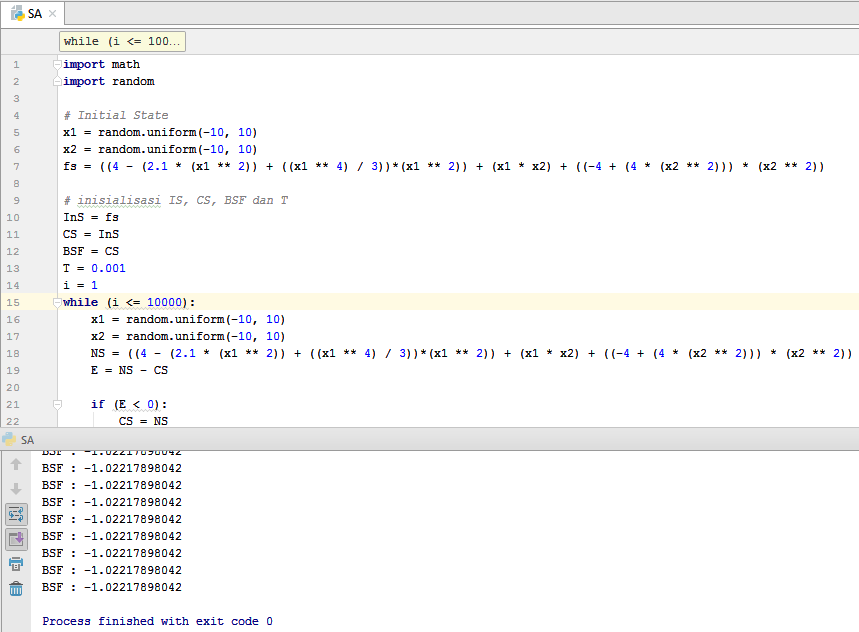 SA
while (i <= 100...
1 import math
2 import random
3
4 # Initial State
5 x1 = random.uniform(-10, 10)
6 x2 = random.uniform(-10, 10)
7 fs = ((4 - (2.1 * (x1 ** 2)) + ((x1 ** 4) / 3))*(x1 ** 2)) + (x1 * x2) + ((-4 + (4 * (x2 ** 2))) * (x2 ** 2))
8
9 # inisialisasi IS, CS, BSF dan T
10 InS = fs
11 CS = InS
12 BSF = CS
13 T = 0.001
14 i = 1
15 while (i <= 10000):
16 x1 = random.uniform(-10, 10)
17 x2 = random.uniform(-10, 10)
18 NS = ((4 - (2.1 * (x1 ** 2)) + ((x1 ** 4) / 3))*(x1 ** 2)) + (x1 * x2) + ((-4 + (4 * (x2 ** 2))) * (x2 ** 2))
19 E = NS - CS
20
21 if (E < 0):
22 CS = NS
SA
BSF : -1.02217898042
BSF : -1.02217898042
BSF : -1.02217898042
BSF : -1.02217898042
BSF : -1.02217898042
BSF : -1.02217898042
BSF : -1.02217898042
BSF : -1.02217898042
BSF : -1.02217898042
Process finished with exit code 0